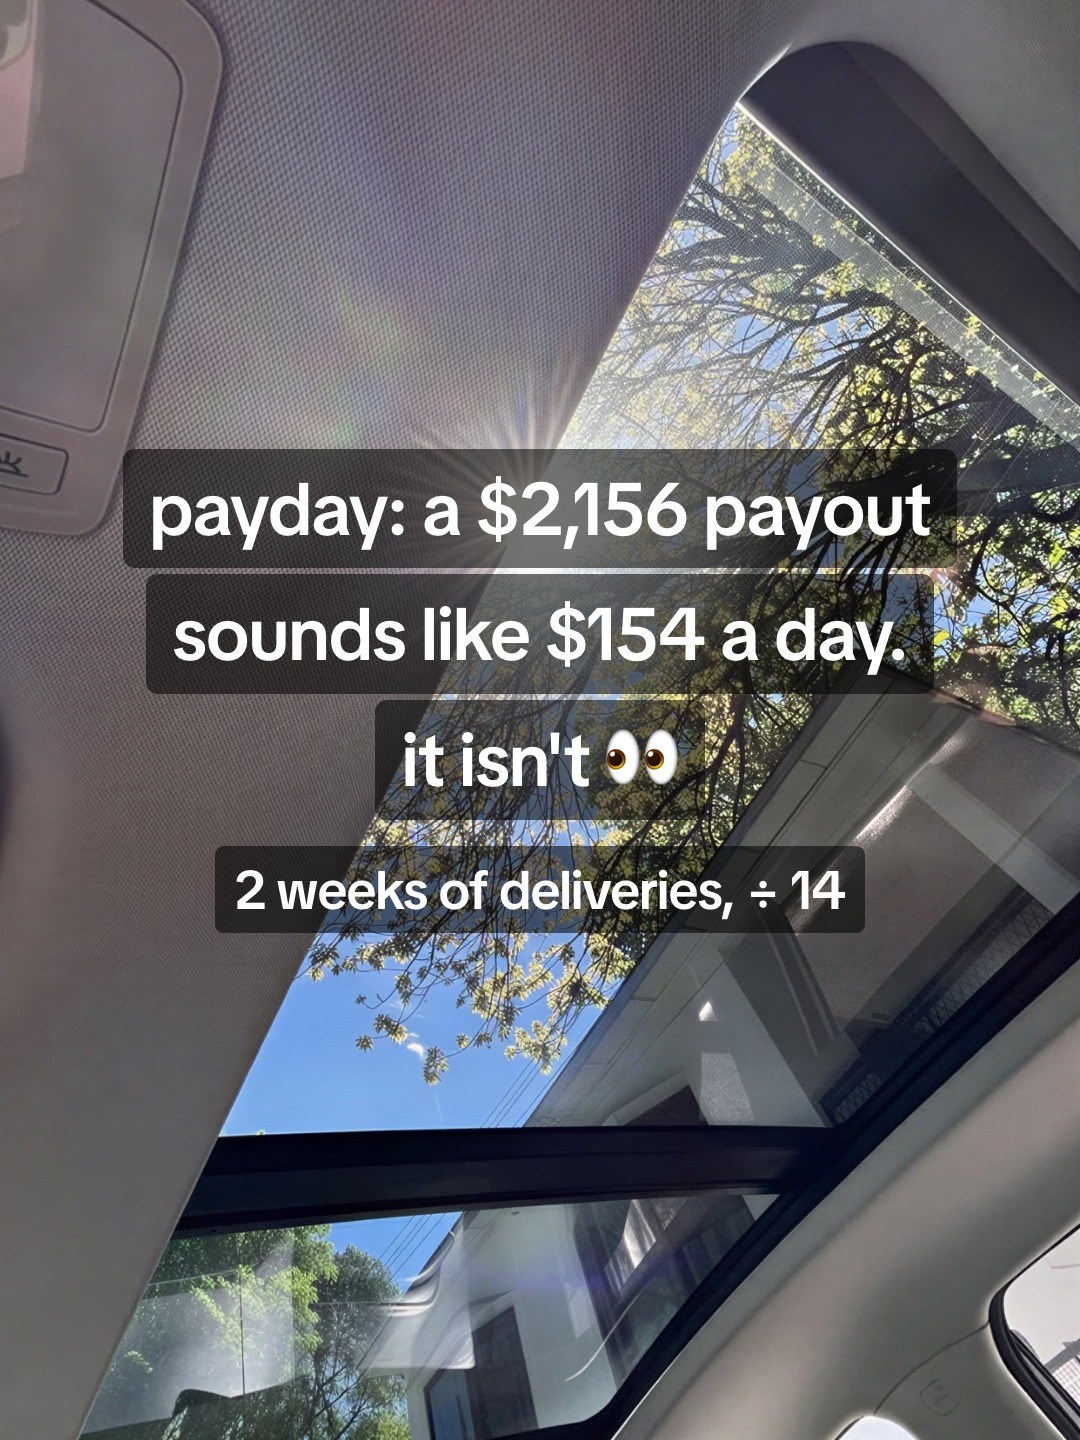 payday: a $2,156 payout
sounds like $154 a day.
it isn't 👀
2 weeks of deliveries, ÷ 14